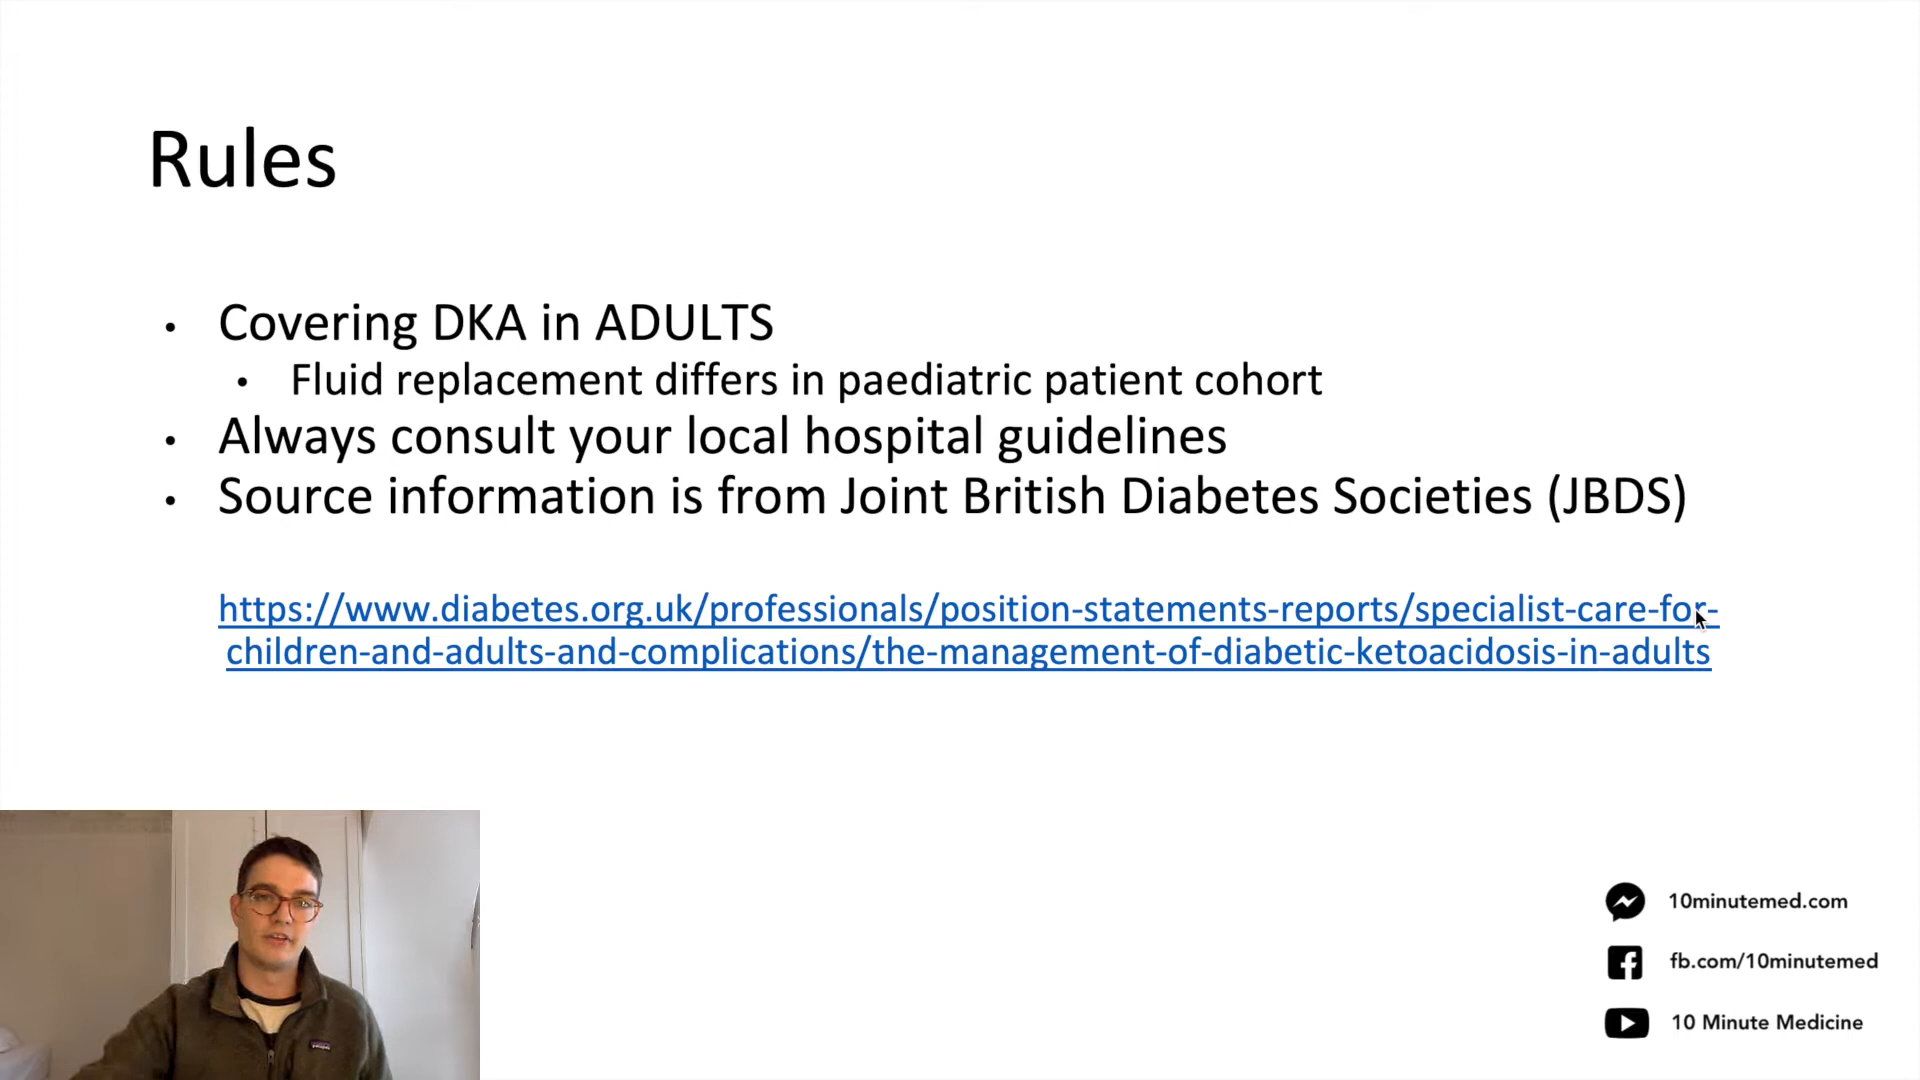 Rules
• Covering DKA in ADULTS
• Fluid replacement differs in paediatric patient cohort
• Always consult your local hospital guidelines
• Source information is from Joint British Diabetes Societies (JBDS)
https://www.diabetes.org.uk/professionals/position-statements-reports/specialist-care-for-
children-and-adults-and-complications/the-management-of-diabetic-ketoacidosis-in-adults
10minutemed.com
fb.com/10minutemed
10 Minute Medicine